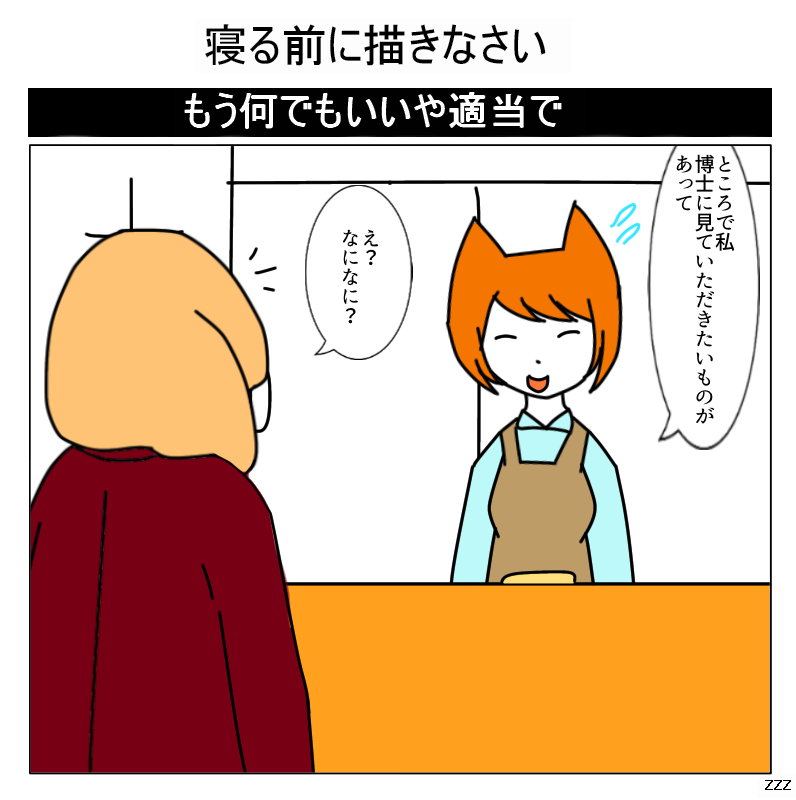 寝る前に描きなさい
もう何でもいいや適当で
ところで私
博士に見ていただきたいものが
あって
え？
なになに？
zzz